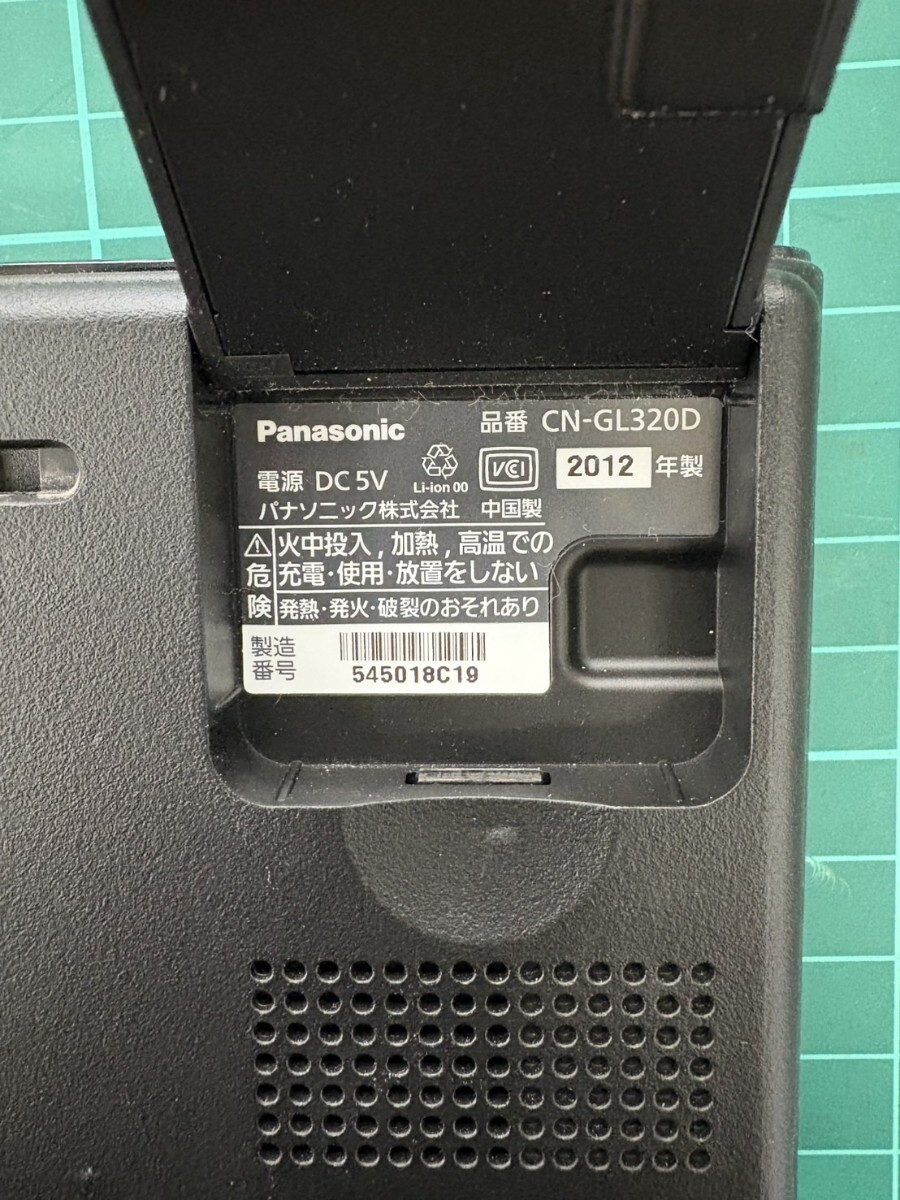 Panasonic 品番 CN-GL320D
電源 DC 5V Li-ion 00 VCI 2012 年製
パナソニック株式会社 中国製
危険
火中投入,加熱,高温での
充電・使用・放置をしない
発熱・発火・破裂のおそれあり
製造番号
545018C19